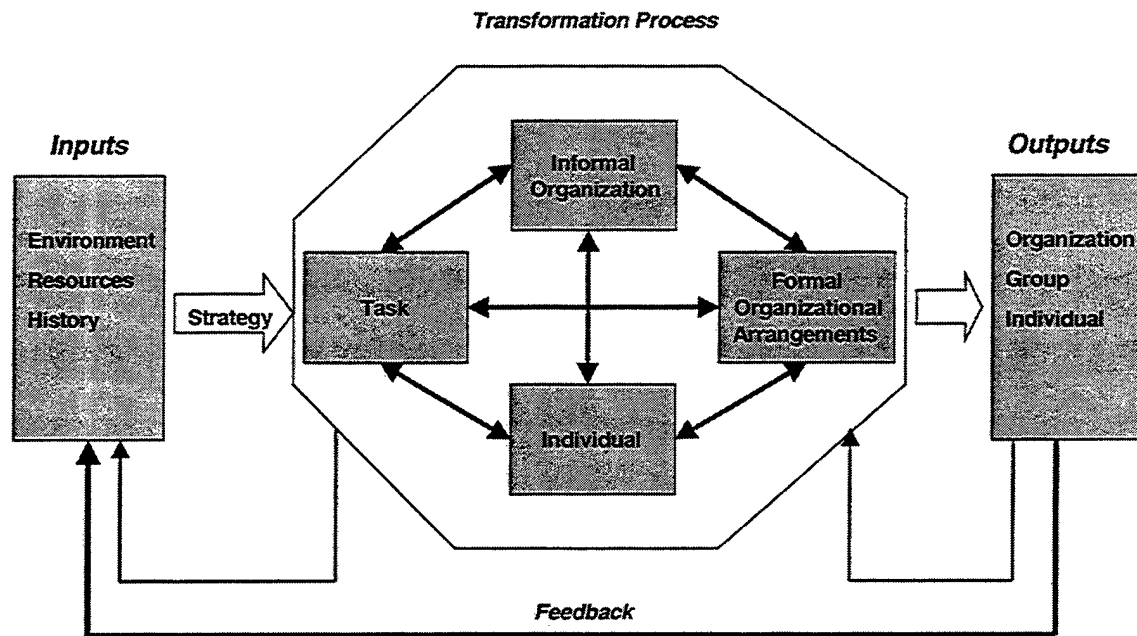 Transformation Process
Inputs
Outputs
Informal
Organization
Environment
Resources
History
Strategy
Task
Formal
Organizational
Arrangements
Organization
Group
Individual
Individual
Feedback